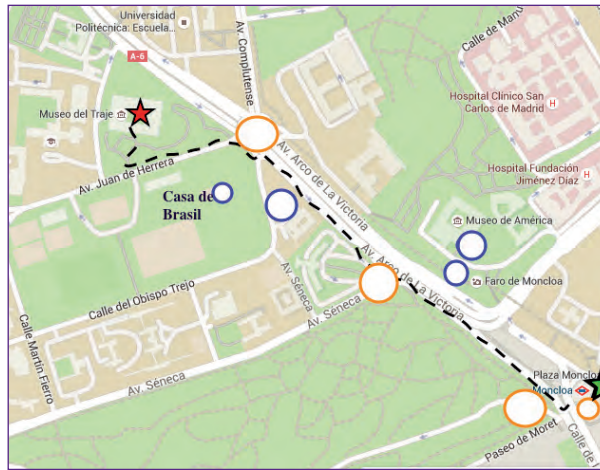 Universidad
Politécnica: Escuela...
A-6
Av. Complutense
Calle de Manu
Hospital Clínico San
Carlos de Madrid
H
Museo del Traje
Av. Juan de Herrera
Av. Arco de La Victoria
Hospital Fundación
Jiménez Díaz
H
Casa de
Brasil
Museo de América
Av. Arco de La Victoria
Faro de Moncloa
Av. Séneca
Calle del Obispo Trejo
Av. Séneca
Calle Martín Fierro
Av. Séneca
Plaza Monclo
Moncloa
Paseo de Moret
Calle de